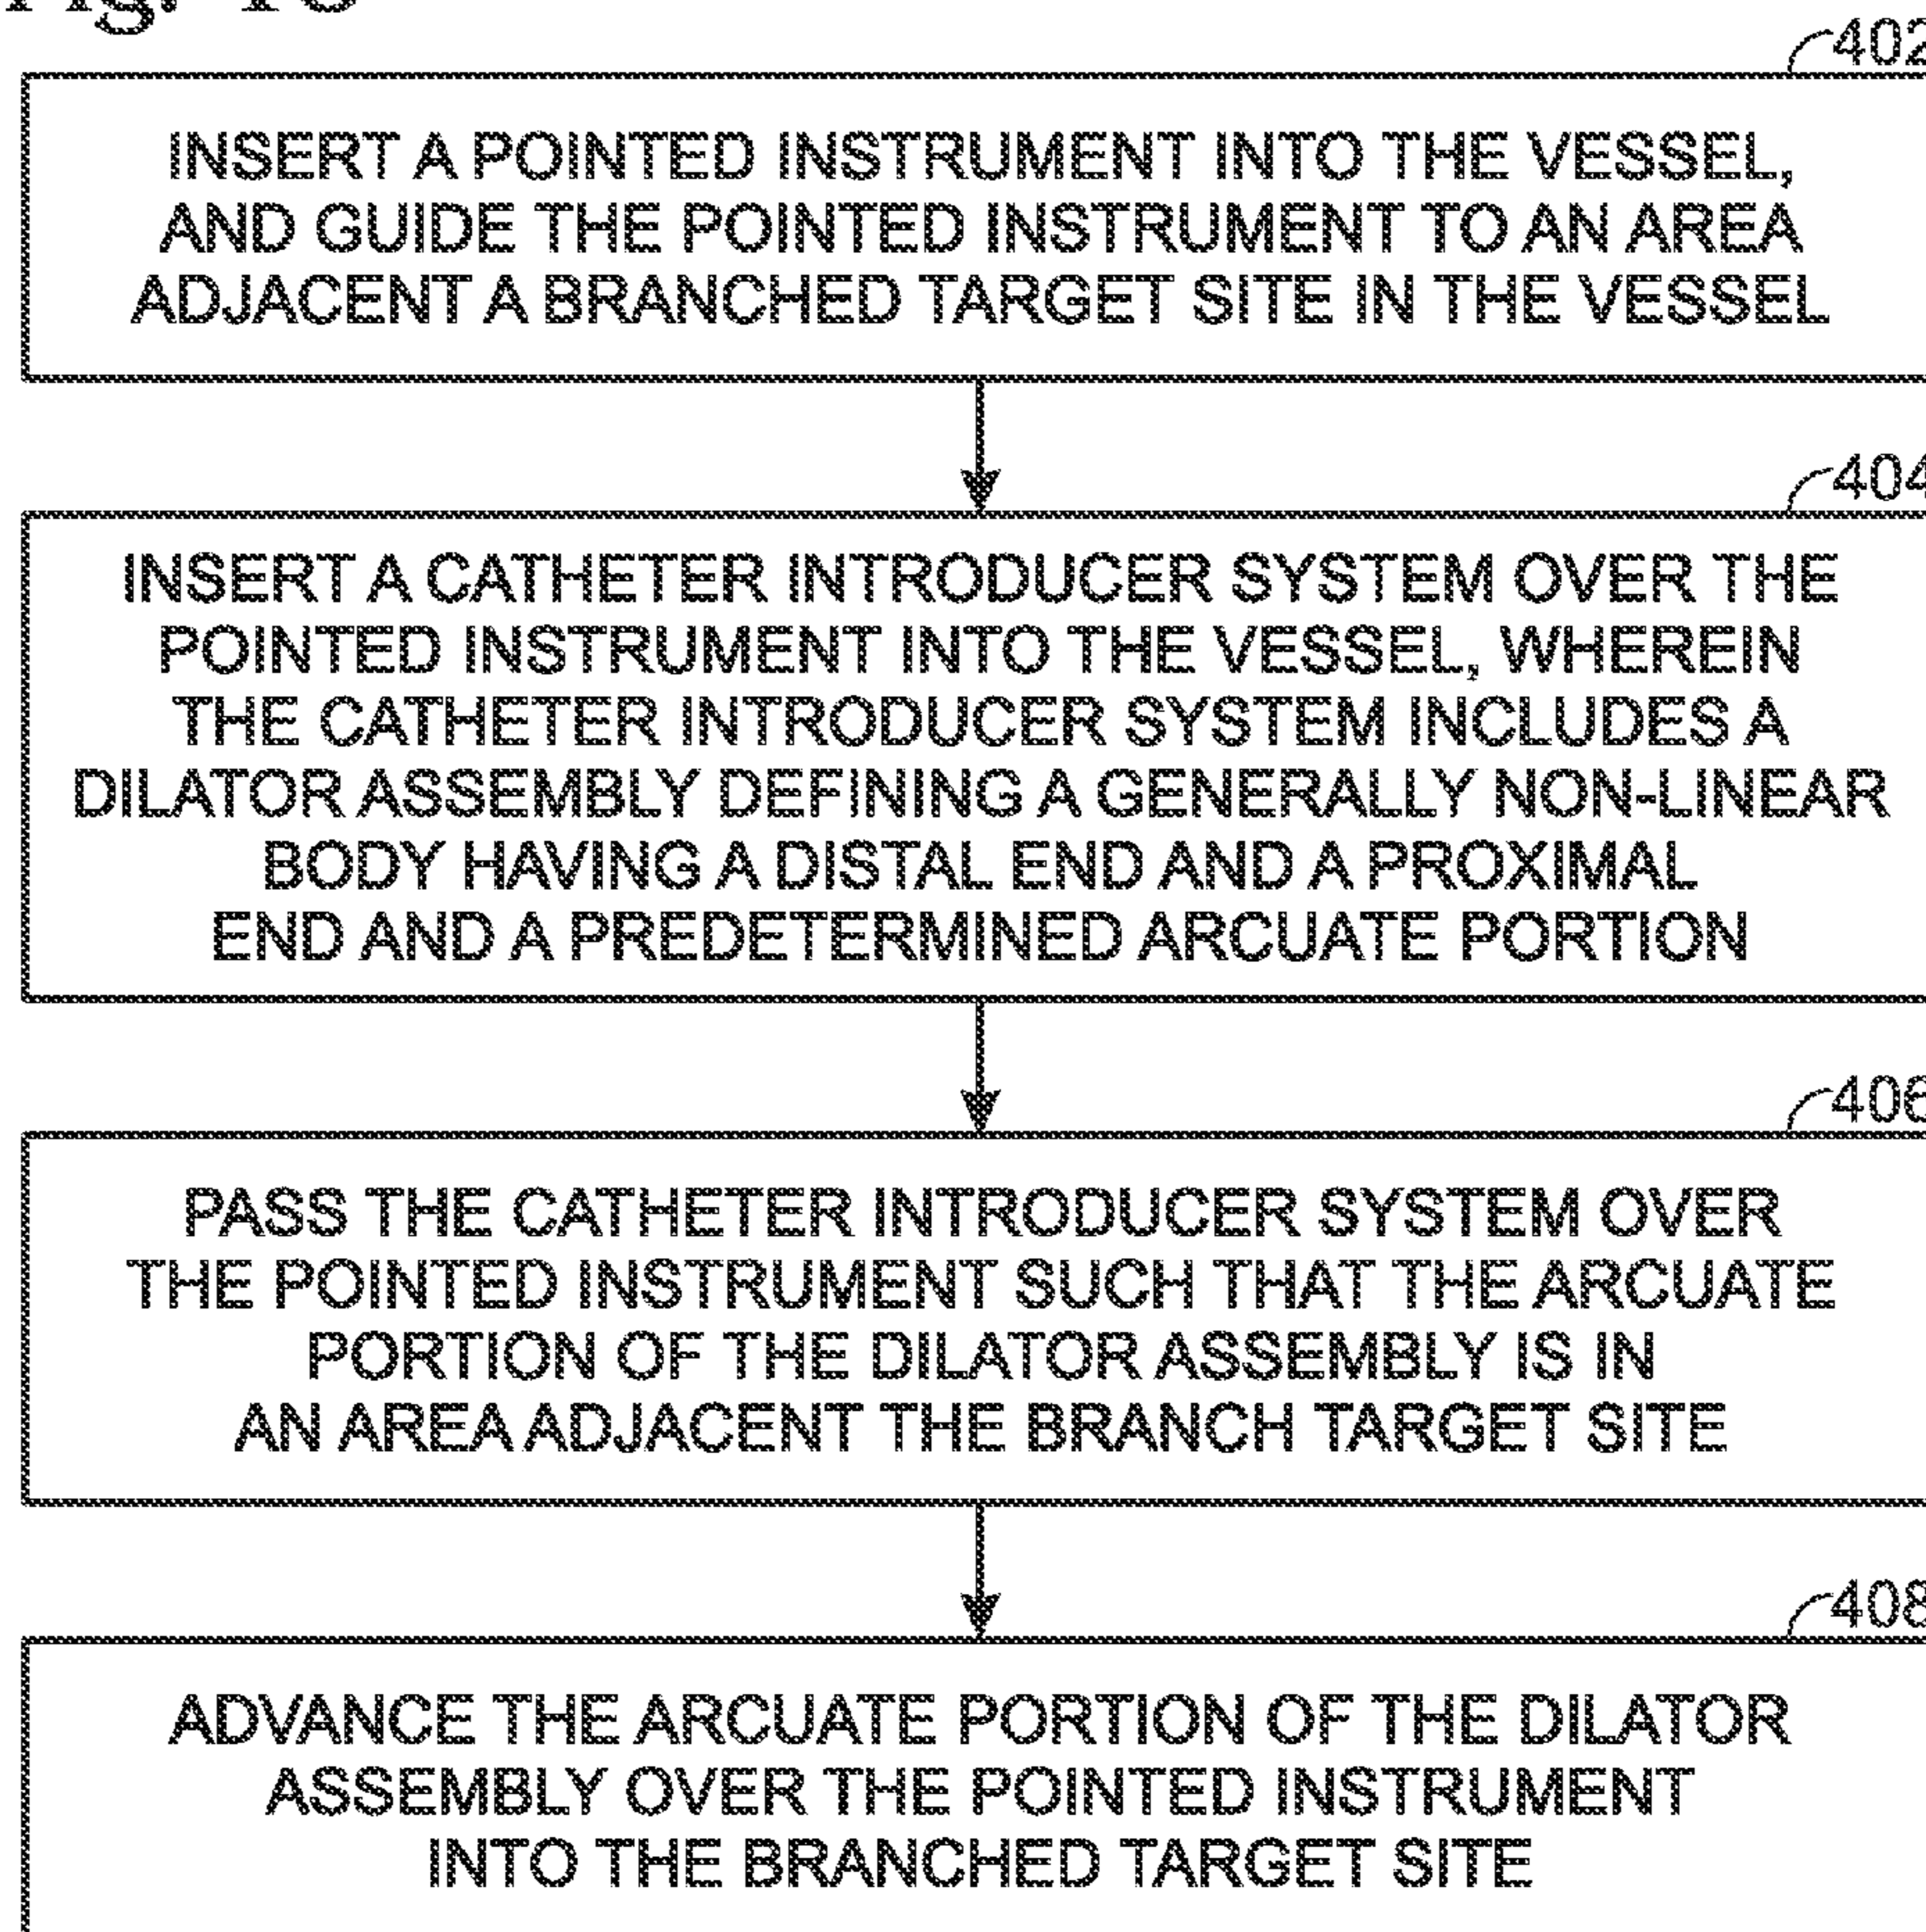 402
INSERT A POINTED INSTRUMENT INTO THE VESSEL,
AND GUIDE THE POINTED INSTRUMENT TO AN AREA
ADJACENT A BRANCHED TARGET SITE IN THE VESSEL
404
INSERT A CATHETER INTRODUCER SYSTEM OVER THE
POINTED INSTRUMENT INTO THE VESSEL, WHEREIN
THE CATHETER INTRODUCER SYSTEM INCLUDES A
DILATOR ASSEMBLY DEFINING A GENERALLY NON-LINEAR
BODY HAVING A DISTAL END AND A PROXIMAL
END AND A PREDETERMINED ARCUATE PORTION
406
PASS THE CATHETER INTRODUCER SYSTEM OVER
THE POINTED INSTRUMENT SUCH THAT THE ARCUATE
PORTION OF THE DILATOR ASSEMBLY IS IN
AN AREA ADJACENT THE BRANCH TARGET SITE
408
ADVANCE THE ARCUATE PORTION OF THE DILATOR
ASSEMBLY OVER THE POINTED INSTRUMENT
INTO THE BRANCHED TARGET SITE